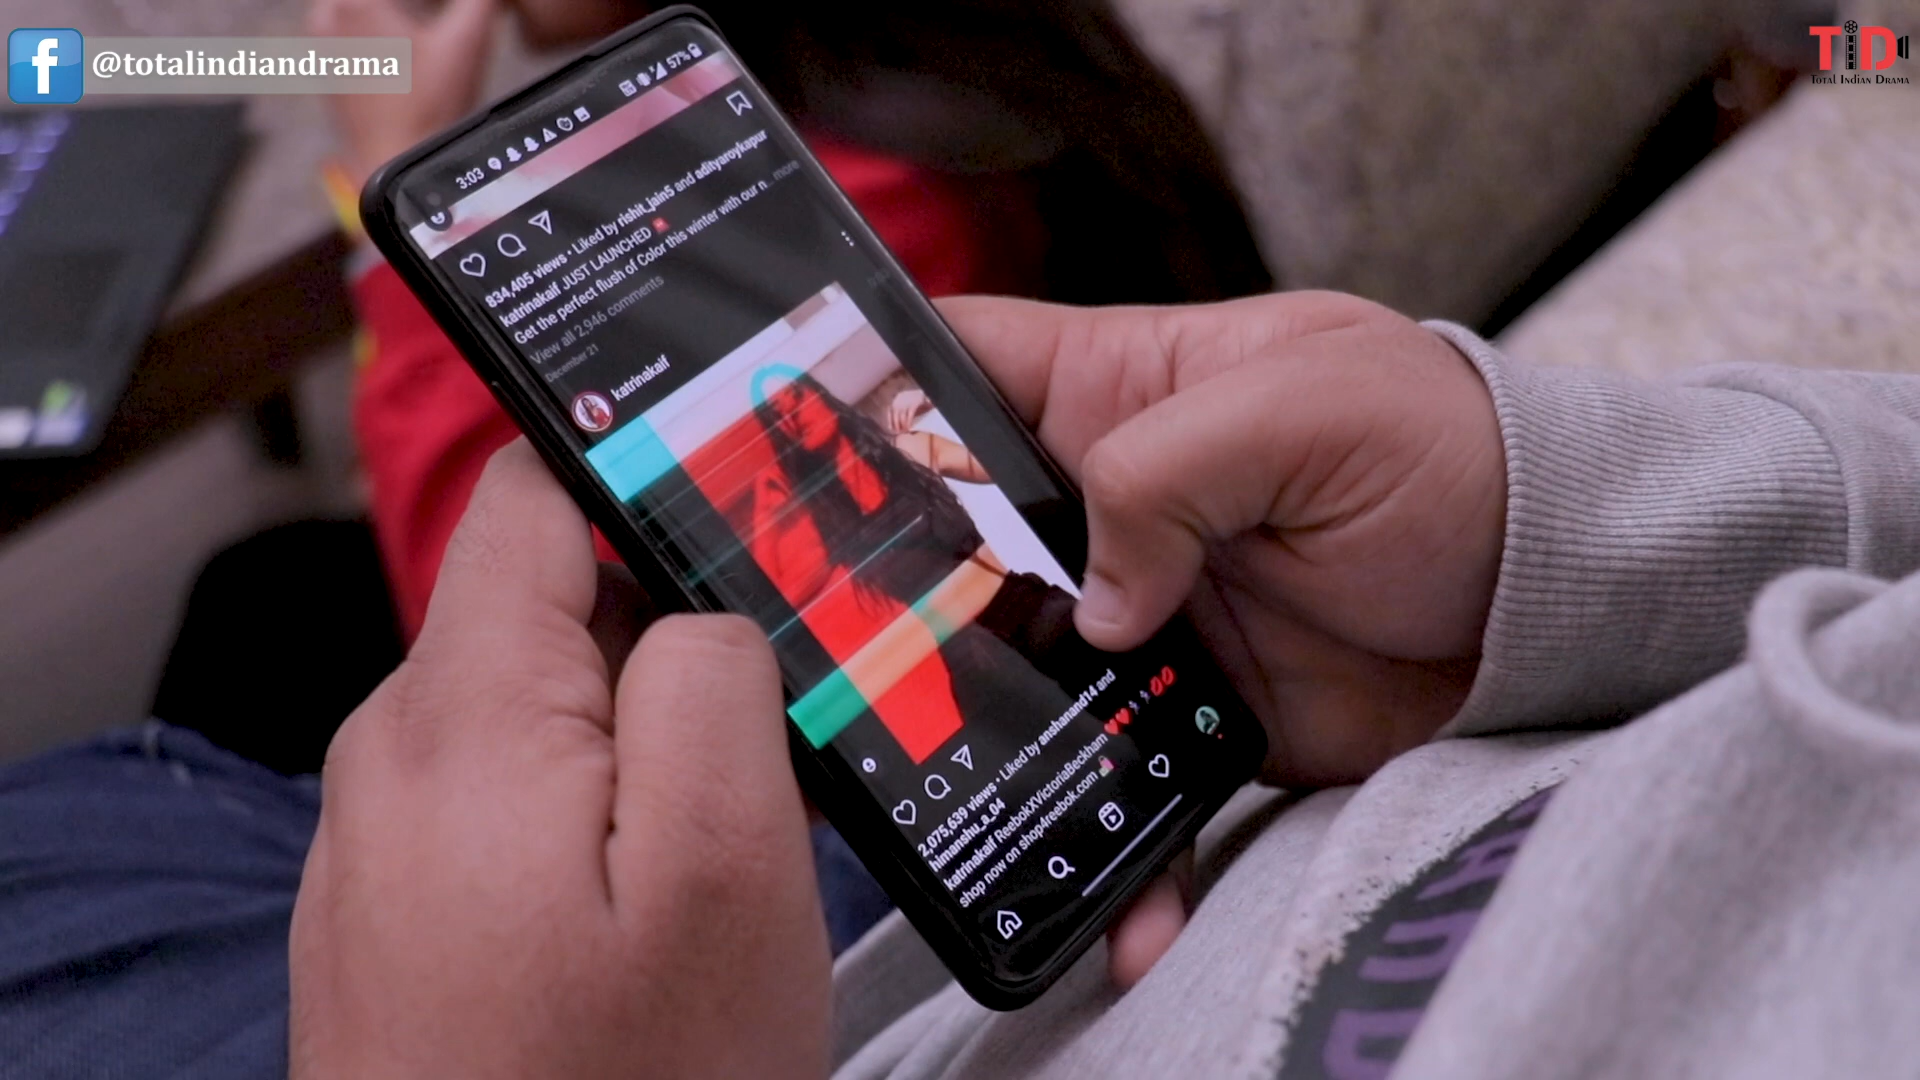 @totalindiandrama
TID
TOTAL INDIAN DRAMA
3:03
57%
834,405 views • Liked by rishit_jain5 and adityaroykapur
katrinakaif JUST LAUNCHED
Get the perfect flush of Color this winter with our n... more
View all 2,946 comments
December 21
katrinakaif
2,075,639 views • Liked by anshanand14 and
himanshu_a_04
katrinakaif ReebokXVictoriaBeckham
shop now on shop4reebok.com